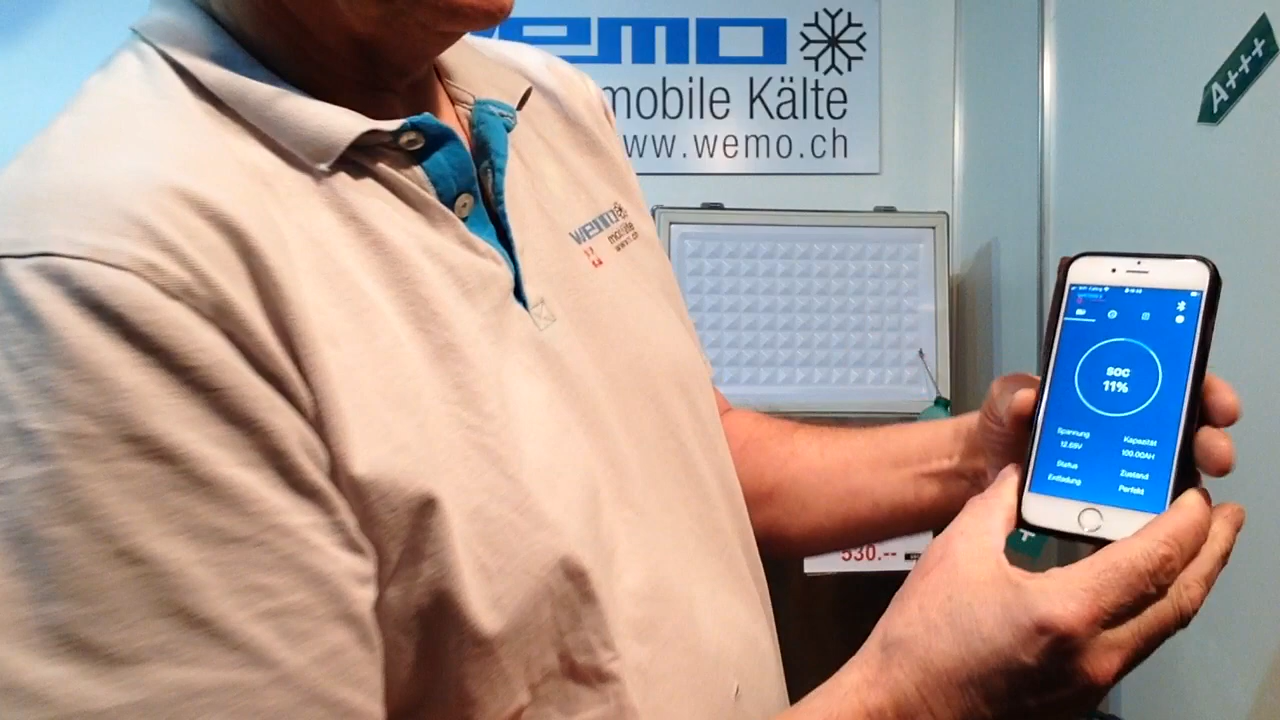 wemo
mobile Kälte
www.wemo.ch
A+++
wemo
SOC
11%
Spannung
Kapazität
12.69V
100.00AH
Status
Zustand
Entladung
Perfekt
530.--